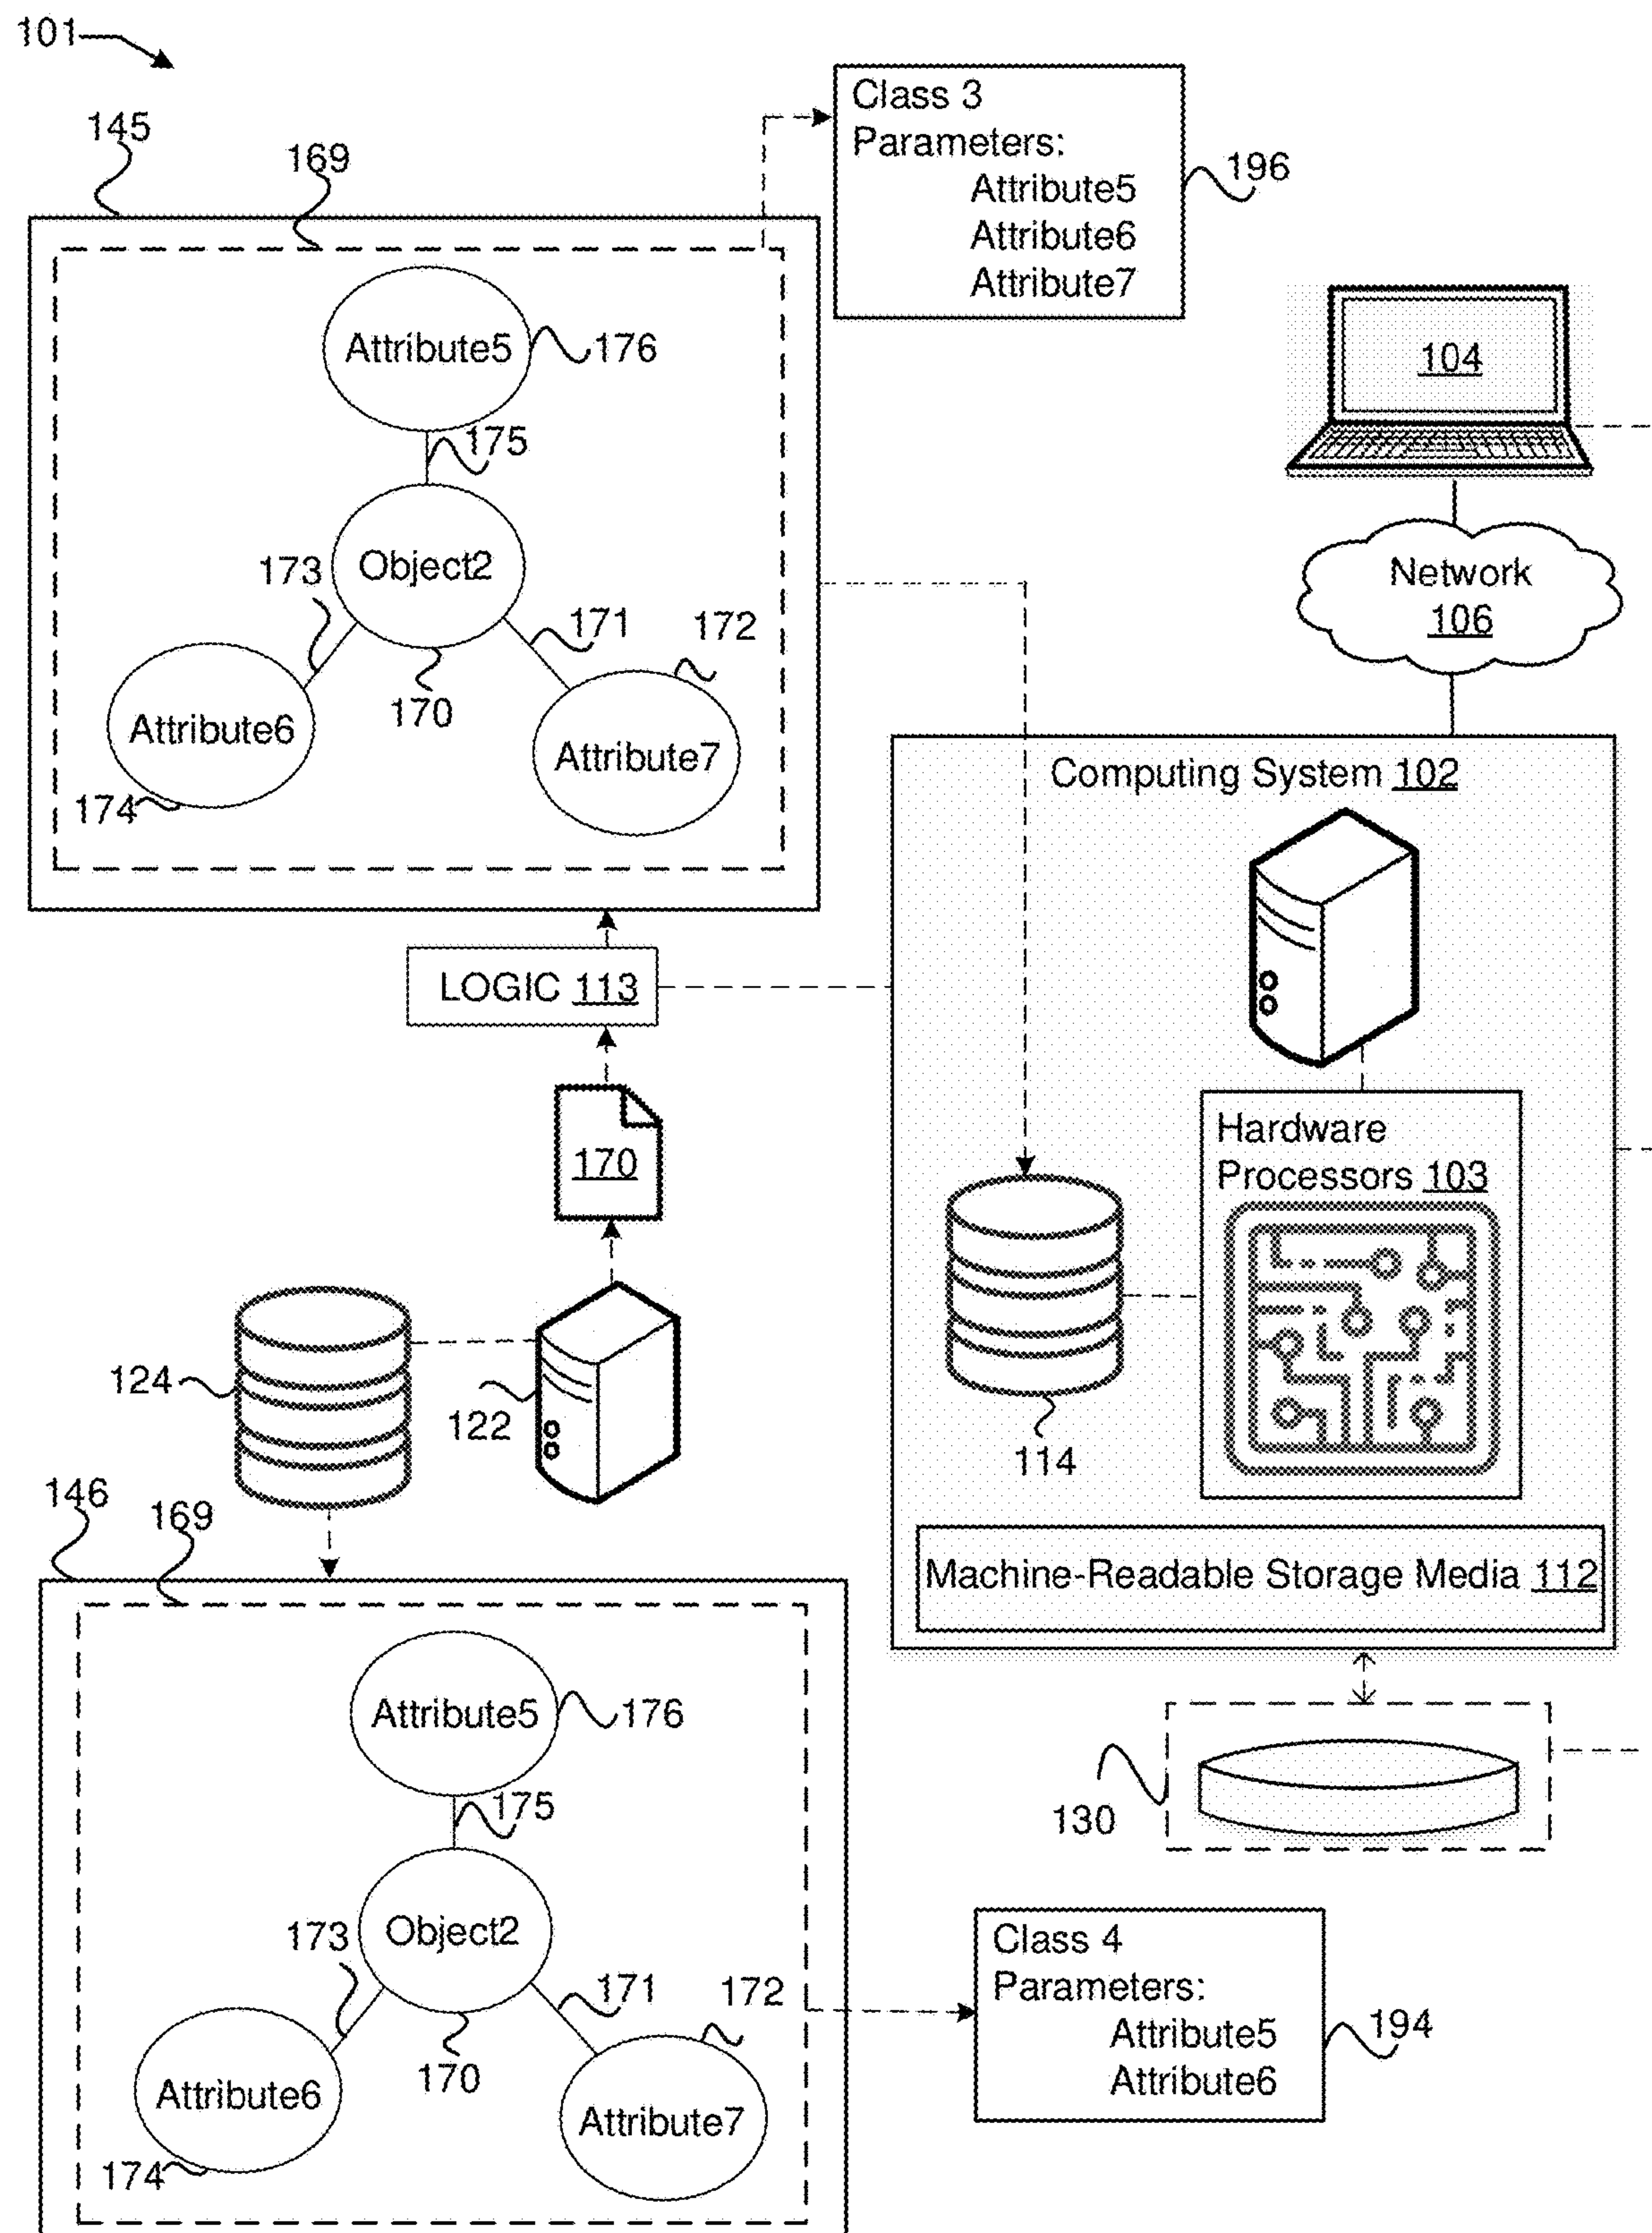 101
145
169
Class 3
Parameters:
Attribute5
Attribute6
Attribute7
196
Attribute5
176
175
Object2
173
171
172
170
Attribute6
174
Attribute7
104
Network
106
Computing System 102
LOGIC 113
170
Hardware
Processors 103
124
122
114
Machine-Readable Storage Media 112
146
169
Attribute5
176
175
Object2
173
171
172
170
Attribute6
174
Attribute7
130
Class 4
Parameters:
Attribute5
Attribute6
194